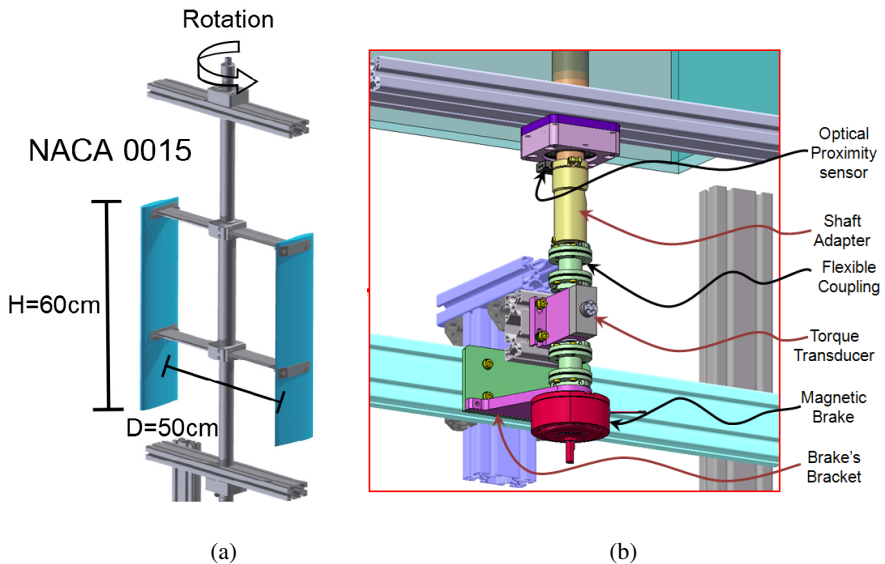 Rotation
NACA 0015
H=60cm
D=50cm
Optical
Proximity
sensor
Shaft
Adapter
Flexible
Coupling
Torque
Transducer
Magnetic
Brake
Brake's
Bracket
(a)
(b)